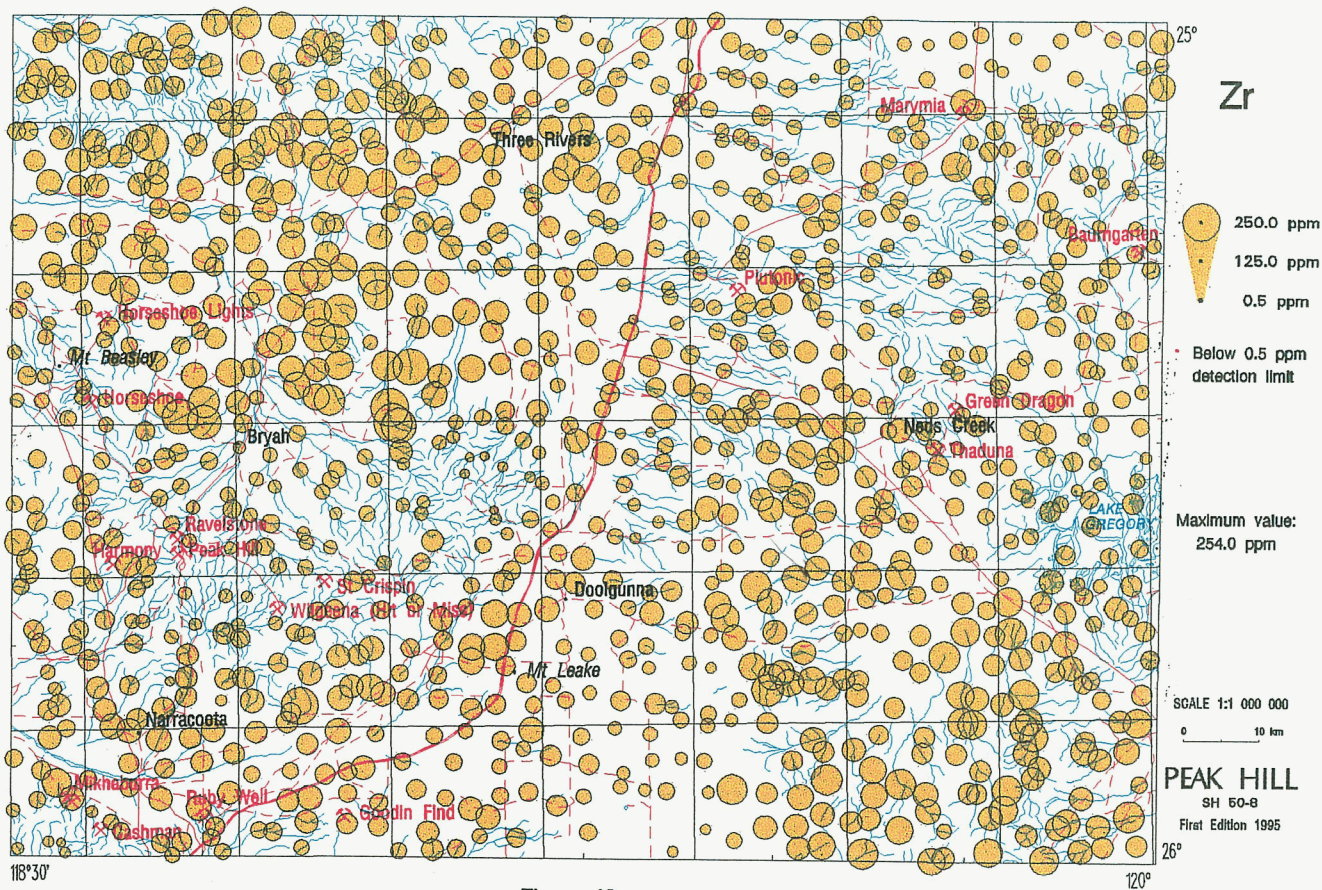 25°
Zr
Marymia
Three Rivers
250.0 ppm
Baumgarten
125.0 ppm
Plutonic
0.5 ppm
Horseshoe Lights
Mt Beasley
Below 0.5 ppm
detection limit
Horseshoe
Green Dragon
Neds Creek
Bryah
Thaduna
LAKE
GREGORY
Maximum value:
254.0 ppm
Ravelstone
Harmony
Peak Hill
St Crispin
Doolgunna
Wilgeena (Hit or Miss)
Mt Leake
SCALE 1:1 000 000
Narracoota
0 10 km
PEAK HILL
SH 50-8
First Edition 1995
Mikhaburra
Ruby Well
Goodin Find
Cashman
26°
118°30'
120°